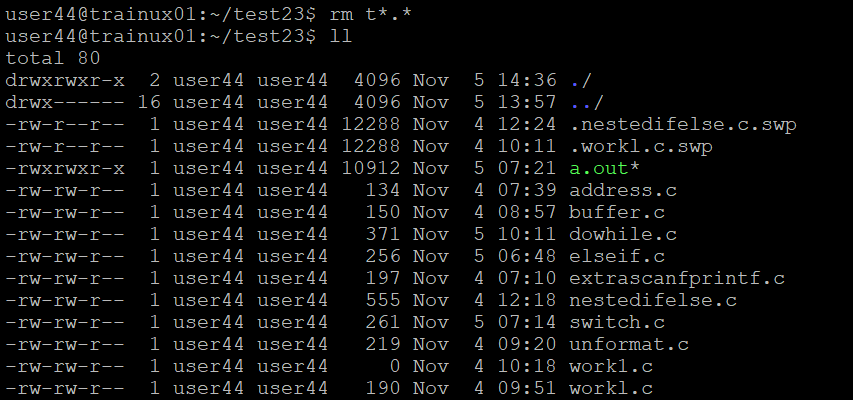 user44@trainux01:~/test23$ rm t*.*
user44@trainux01:~/test23$ ll
total 80
drwxrwxr-x  2 user44 user44  4096 Nov  5 14:36 ./
drwx------ 16 user44 user44  4096 Nov  5 13:57 ../
-rw-r--r--  1 user44 user44 12288 Nov  4 12:24 .nestedifelse.c.swp
-rw-r--r--  1 user44 user44 12288 Nov  4 10:11 .workl.c.swp
-rwxrwxr-x  1 user44 user44 10912 Nov  5 07:21 a.out*
-rw-rw-r--  1 user44 user44   134 Nov  4 07:39 address.c
-rw-rw-r--  1 user44 user44   150 Nov  4 08:57 buffer.c
-rw-rw-r--  1 user44 user44   371 Nov  5 10:11 dowhile.c
-rw-rw-r--  1 user44 user44   256 Nov  5 06:48 elseif.c
-rw-rw-r--  1 user44 user44   197 Nov  4 07:10 extrascanfprintf.c
-rw-rw-r--  1 user44 user44   555 Nov  4 12:18 nestedifelse.c
-rw-rw-r--  1 user44 user44   261 Nov  5 07:14 switch.c
-rw-rw-r--  1 user44 user44   219 Nov  4 09:20 unformat.c
-rw-rw-r--  1 user44 user44     0 Nov  4 10:18 work1.c
-rw-rw-r--  1 user44 user44   190 Nov  4 09:51 workl.c